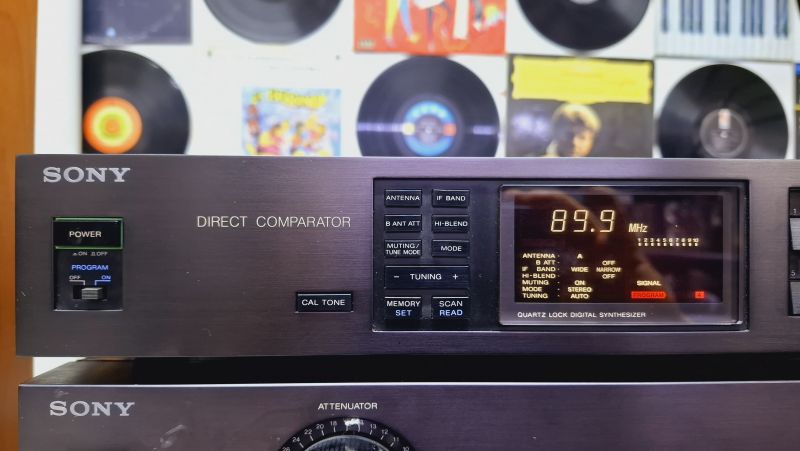 SONY
DIRECT COMPARATOR
POWER
ON OFF
PROGRAM
OFF ON
CAL TONE
ANTENNA IF BAND
B ANT ATT HI-BLEND
MUTING/
TUNE MODE MODE
− TUNING +
MEMORY SCAN
SET READ
89.9 MHz
ANTENNA A
B ATT OFF
IF BAND WIDE NARROW
HI-BLEND OFF
MUTING ON SIGNAL
MODE STEREO
TUNING AUTO PROGRAM 4
QUARTZ LOCK DIGITAL SYNTHESIZER
SONY
ATTENUATOR